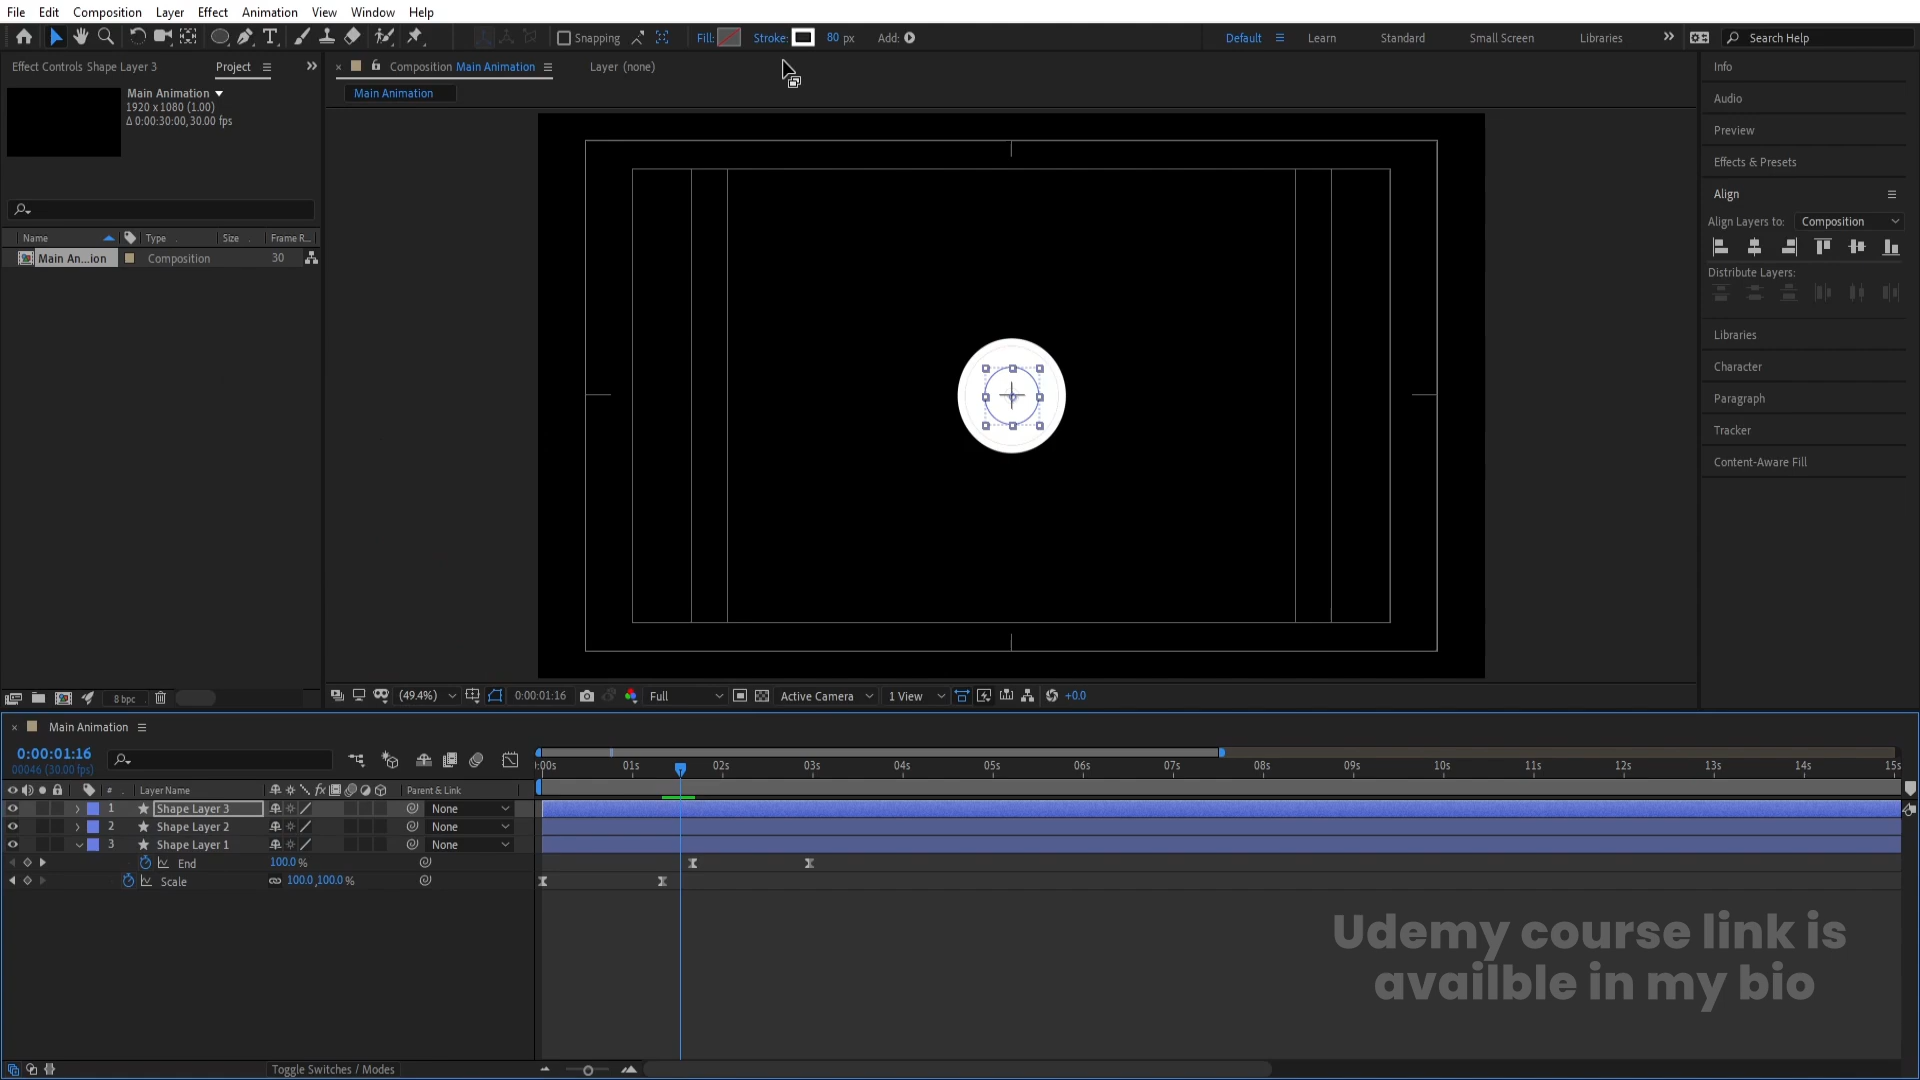 File Edit Composition Layer Effect Animation View Window Help
Snapping Fill: Stroke: 80 px Add: Default Learn Standard Small Screen Libraries Search Help
Effect Controls Shape Layer 3 Project Composition Main Animation Layer (none)
Main Animation
1920 x 1080 (1.00)
Δ 0:00:30:00, 30.00 fps
Main Animation
Name Type Size Frame R...
Main An...ion Composition 30
Info
Audio
Preview
Effects & Presets
Align
Align Layers to: Composition
Distribute Layers:
Libraries
Character
Paragraph
Tracker
Content-Aware Fill
8 bpc (49.4%) 0:00:01:16 Full Active Camera 1 View +0.0
Main Animation
0:00:01:16
00046 (30.00 fps)
:00s 01s 02s 03s 04s 05s 06s 07s 08s 09s 10s 11s 12s 13s 14s 15s
# Layer Name fx Parent & Link
1 Shape Layer 3 None
2 Shape Layer 2 None
3 Shape Layer 1 None
End 100.0 %
Scale 100.0, 100.0 %
Udemy course link is
availble in my bio
Toggle Switches / Modes